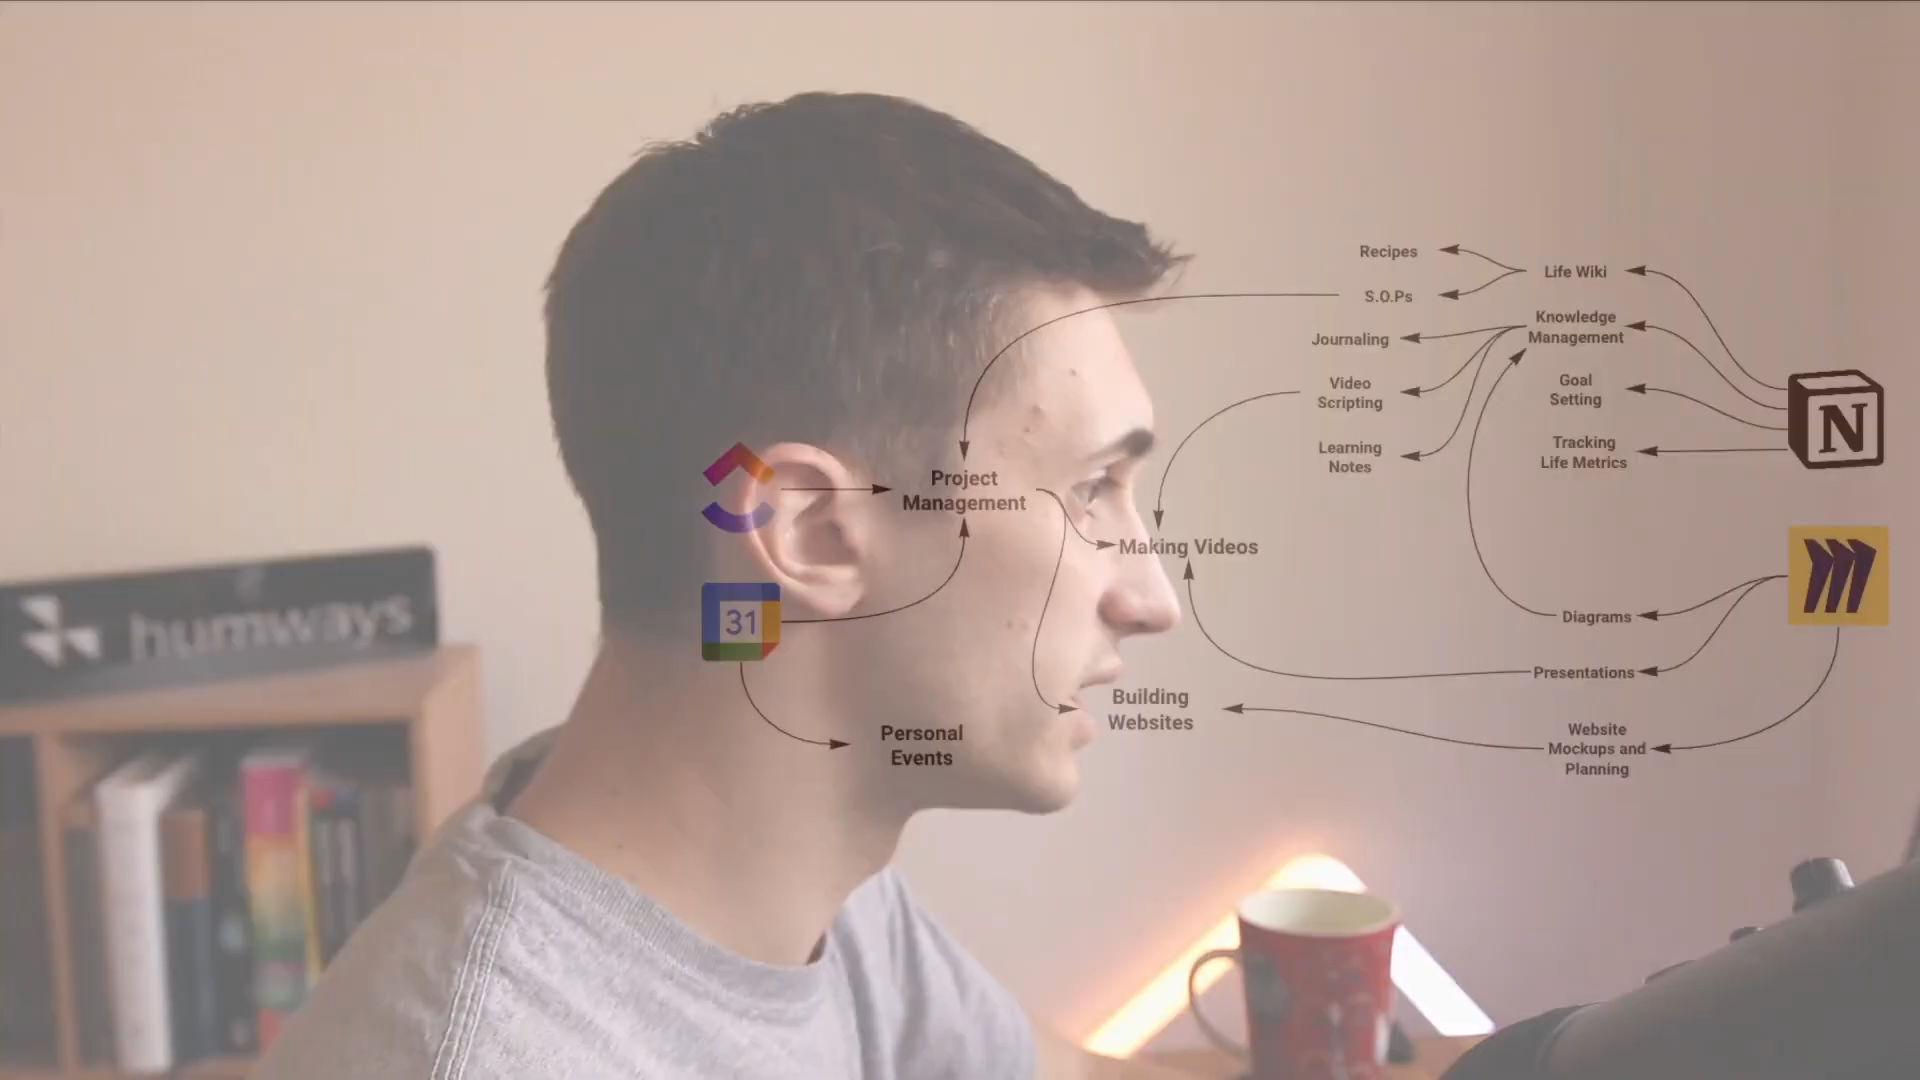 Recipes
S.O.Ps
Life Wiki
Knowledge
Management
Journaling
Video
Scripting
Goal
Setting
Learning
Notes
Tracking
Life Metrics
N
Project
Management
Making Videos
31
humways
Diagrams
Presentations
Building
Websites
Personal
Events
Website
Mockups and
Planning